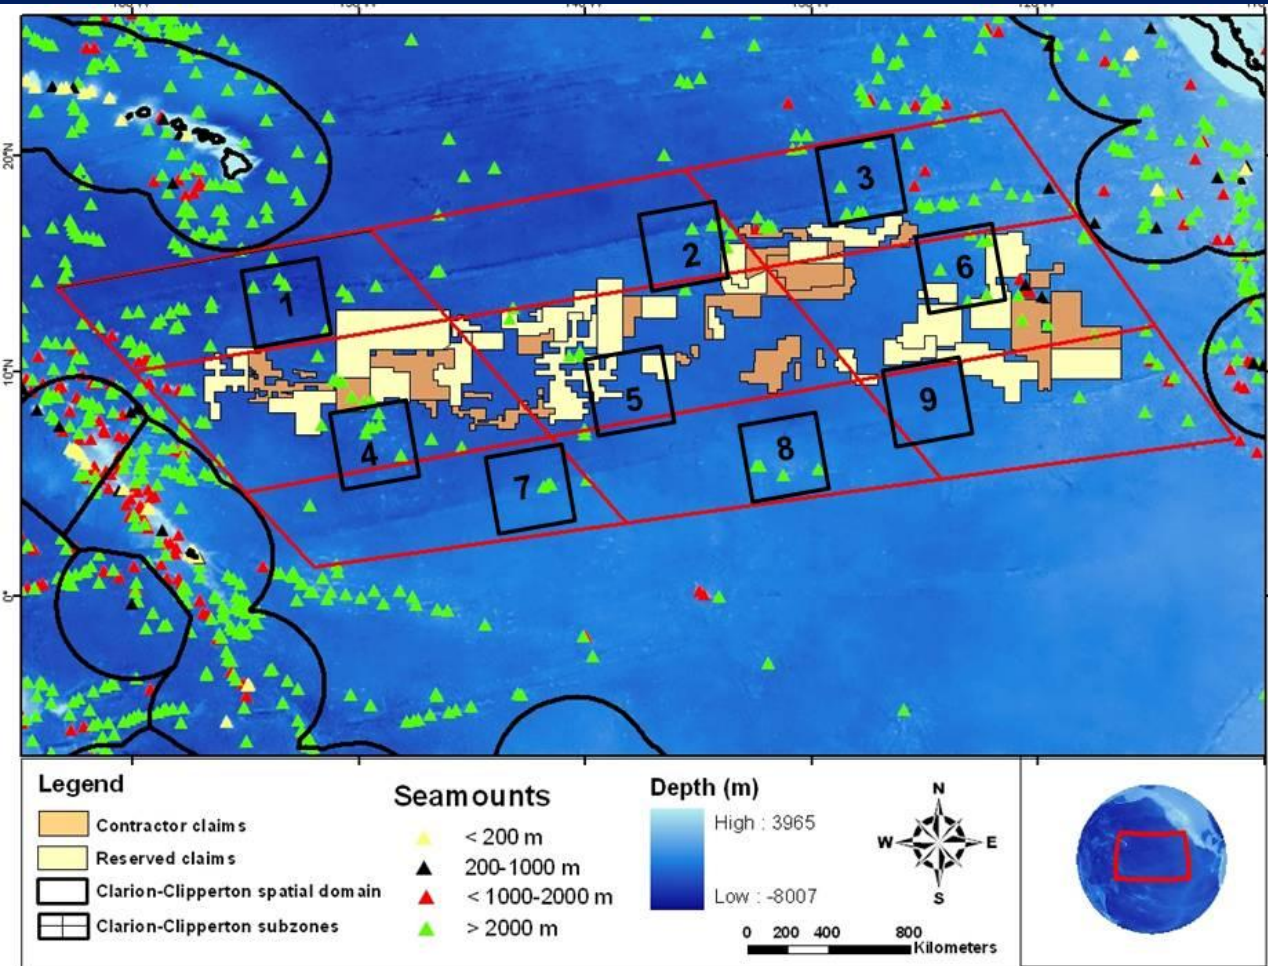 20°N
10°N
0°
1
2
3
4
5
6
7
8
9
Legend
Contractor claims
Reserved claims
Clarion-Clipperton spatial domain
Clarion-Clipperton subzones
Seamounts
< 200 m
200-1000 m
< 1000-2000 m
> 2000 m
Depth (m)
High : 3965
Low : -8007
N
W E
S
0 200 400 800
Kilometers